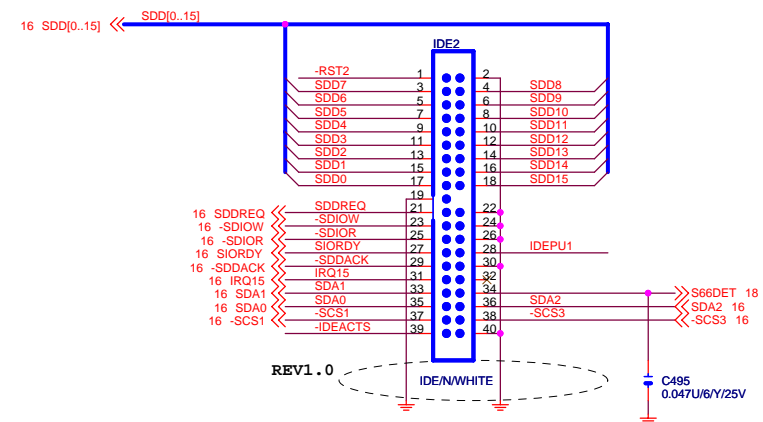 SDD[0..15]
16 SDD[0..15]
IDE2
-RST2 1 2
SDD7 3 4 SDD8
SDD6 5 6 SDD9
SDD5 7 8 SDD10
SDD4 9 10 SDD11
SDD3 11 12 SDD12
SDD2 13 14 SDD13
SDD1 15 16 SDD14
SDD0 17 18 SDD15
19
16 SDDREQ SDDREQ 21 22
16 -SDIOW -SDIOW 23 24
16 -SDIOR -SDIOR 25 26
16 SIORDY SIORDY 27 28 IDEPU1
16 -SDDACK -SDDACK 29 30
16 IRQ15 IRQ15 31 32
16 SDA1 SDA1 33 34 S66DET 18
16 SDA0 SDA0 35 36 SDA2 SDA2 16
16 -SCS1 -SCS1 37 38 -SCS3 -SCS3 16
-IDEACTS 39 40
REV1.0
IDE/N/WHITE
C495
0.047U/6/Y/25V